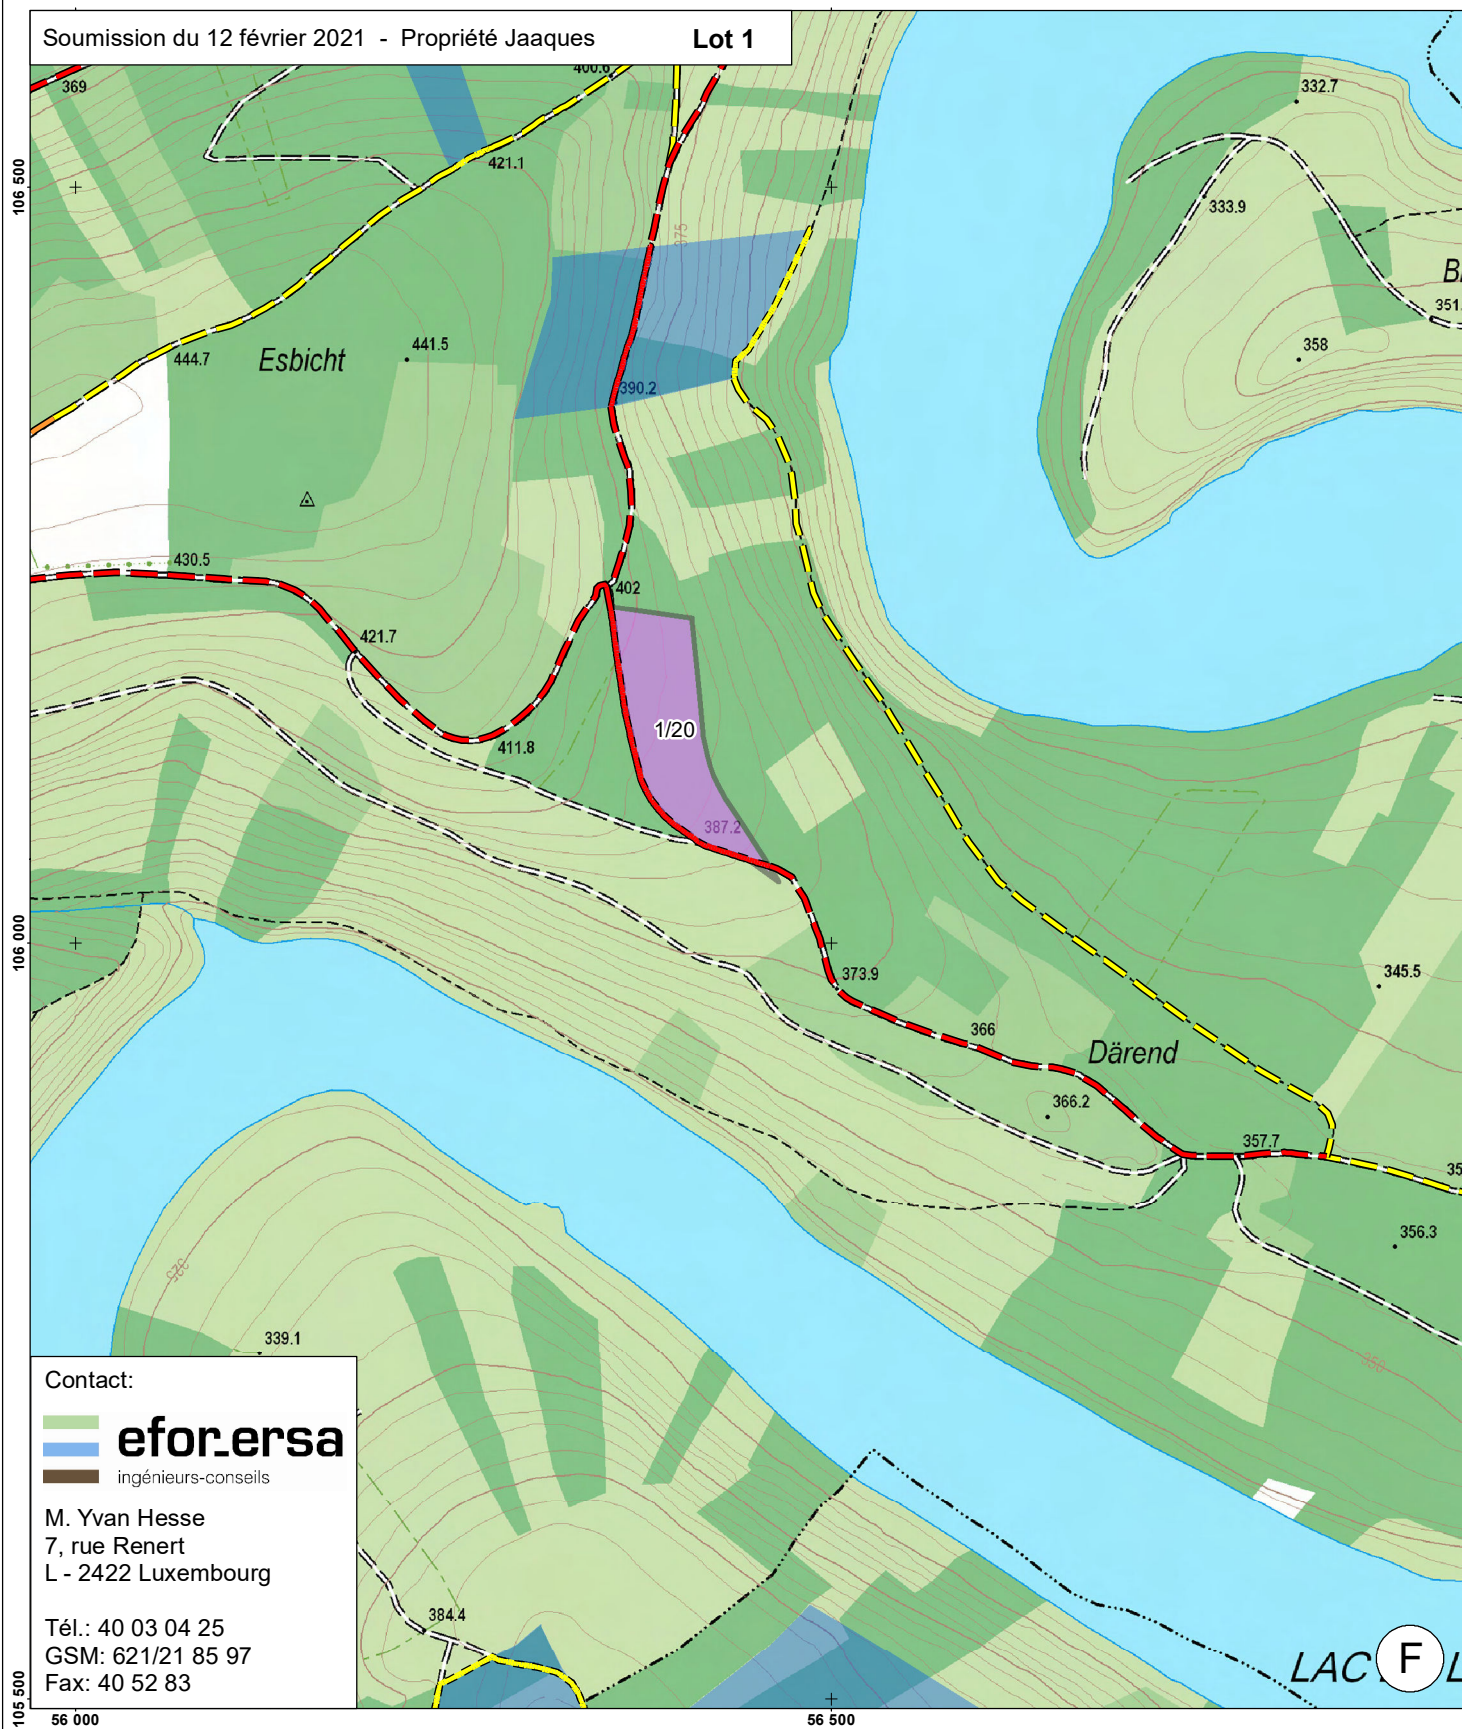 Soumission du 12 février 2021 - Propriété Jaaques
Lot 1
369
400.6
332.7
421.1
106 500
375
333.9
351.
444.7
Esbicht
441.5
358
390.2
430.5
402
421.7
1/20
411.8
387.2
106 000
373.9
345.5
366
Därend
366.2
357.7
35
356.3
325
339.1
350
Contact:
efor_ersa
ingénieurs-conseils
M. Yvan Hesse
7, rue Renert
L - 2422 Luxembourg
Tél.: 40 03 04 25
GSM: 621/21 85 97
Fax: 40 52 83
384.4
LAC
F
105 500
56 000
56 500